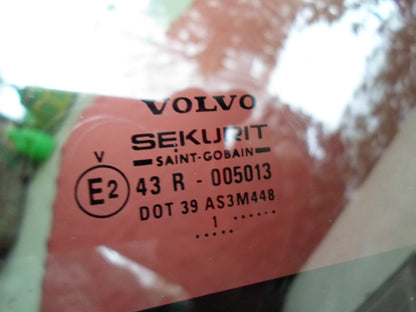 VOLVO
SEKURIT
SAINT-GOBAIN
V
E2 43 R - 005013
DOT 39 AS3M448
..... 1 .....